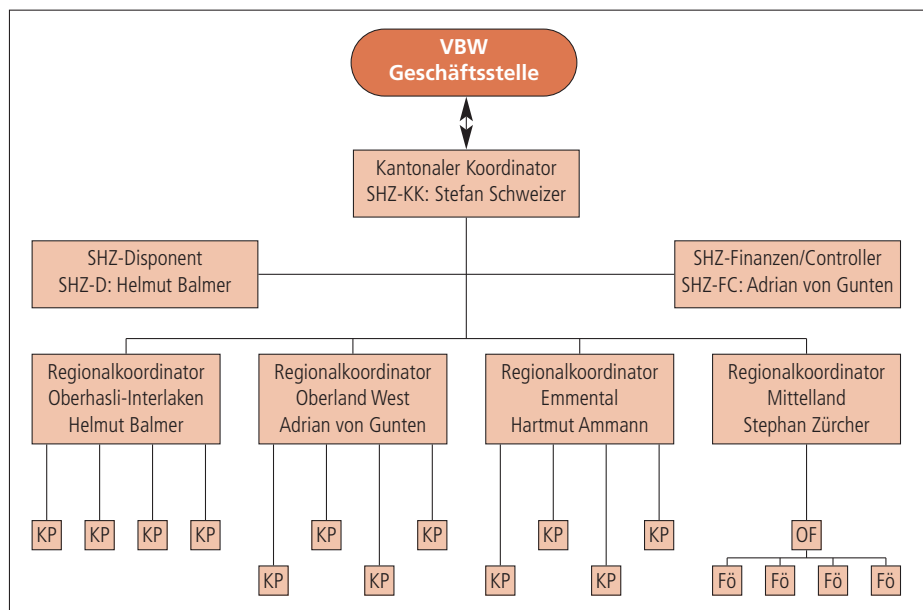 VBW
Geschäftsstelle
Kantonaler Koordinator
SHZ-KK: Stefan Schweizer
SHZ-Disponent
SHZ-D: Helmut Balmer
SHZ-Finanzen/Controller
SHZ-FC: Adrian von Gunten
Regionalkoordinator
Oberhasli-Interlaken
Helmut Balmer
Regionalkoordinator
Oberland West
Adrian von Gunten
Regionalkoordinator
Emmental
Hartmut Ammann
Regionalkoordinator
Mittelland
Stephan Zürcher
KP KP KP KP
KP KP
KP KP
OF
KP KP
KP KP
Fö Fö Fö Fö